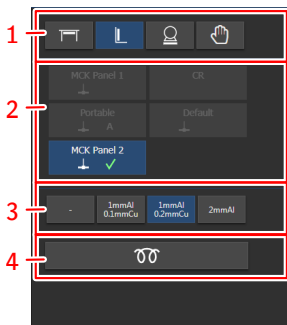 1
2
MCK Panel 1
CR
Portable
A
Default
MCK Panel 2
3
-
1mmAl
0.1mmCu
1mmAl
0.2mmCu
2mmAl
4